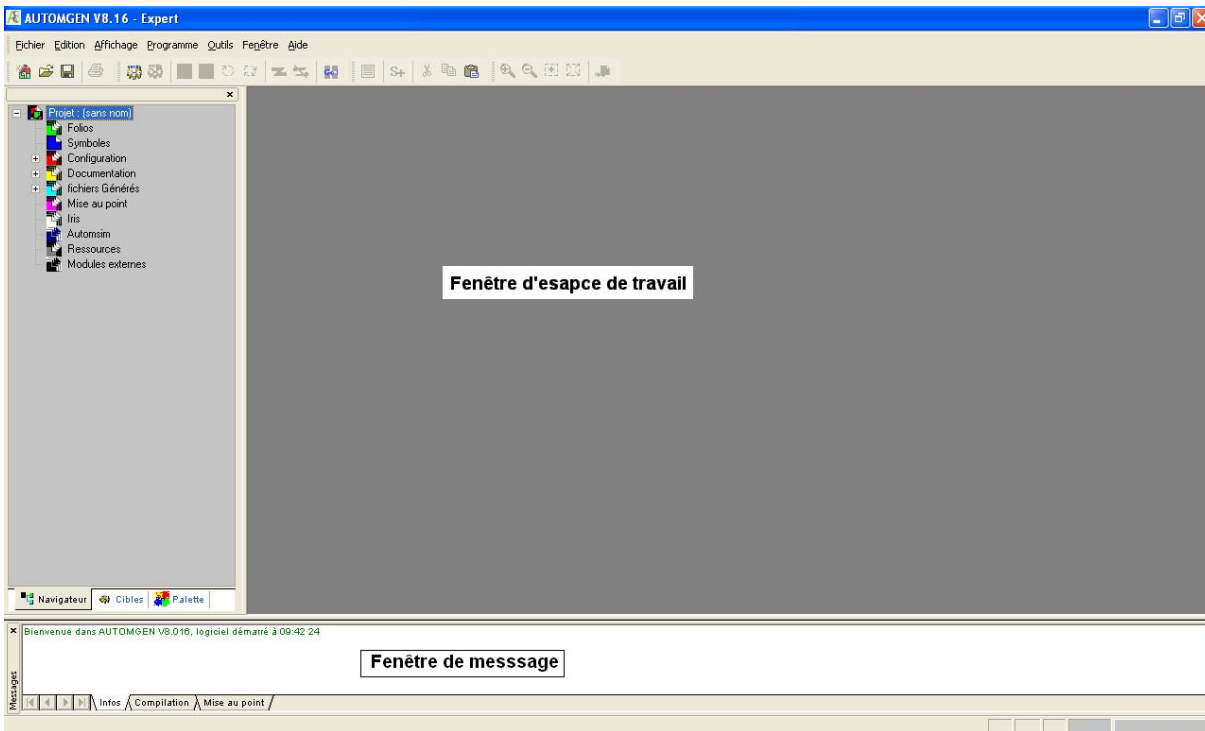 AUTOMGEN V8.16 - Expert
Fichier Edition Affichage Programme Outils Fenêtre Aide
S+
Projet : (sans nom)
Folios
Symboles
Configuration
Documentation
fichiers Générés
Mise au point
Iris
Automsim
Ressources
Modules externes
Fenêtre d'esapce de travail
Navigateur Cibles Palette
Bienvenue dans AUTOMGEN V8.016, logiciel démarré à 09:42 24
Fenêtre de messsage
Messages
Infos Compilation Mise au point